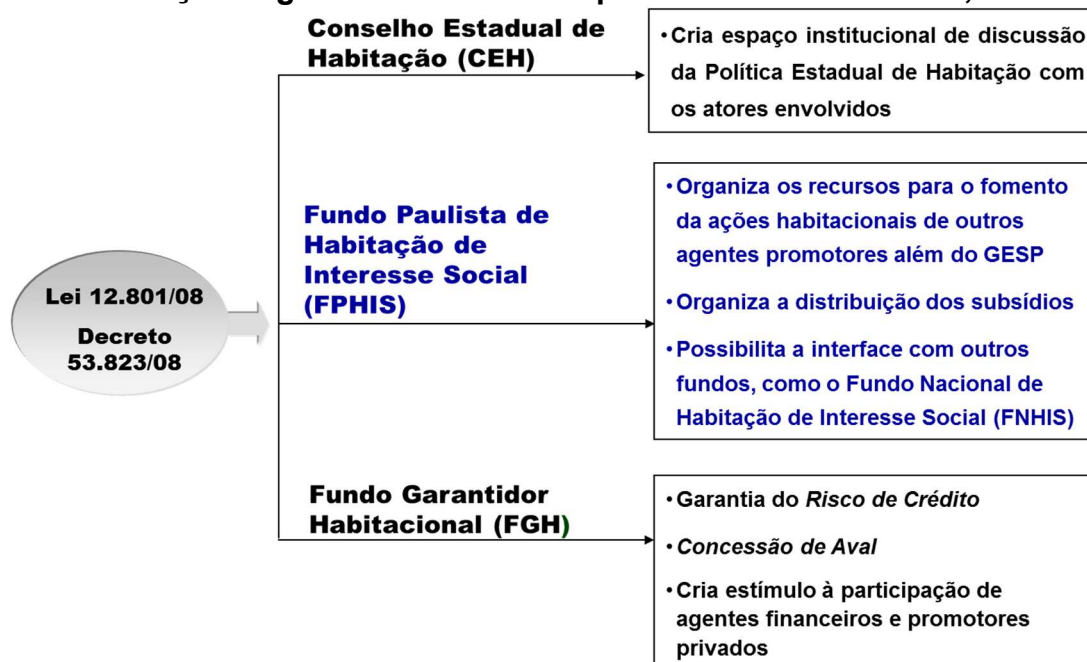 Conselho Estadual de
Habitação (CEH)
•Cria espaço institucional de discussão
da Política Estadual de Habitação com
os atores envolvidos
Fundo Paulista de
Habitação de
Interesse Social
(FPHIS)
•Organiza os recursos para o fomento
da ações habitacionais de outros
agentes promotores além do GESP
•Organiza a distribuição dos subsídios
•Possibilita a interface com outros
fundos, como o Fundo Nacional de
Habitação de Interesse Social (FNHIS)
Lei 12.801/08
Decreto
53.823/08
Fundo Garantidor
Habitacional (FGH)
•Garantia do Risco de Crédito
•Concessão de Aval
•Cria estímulo à participação de
agentes financeiros e promotores
privados